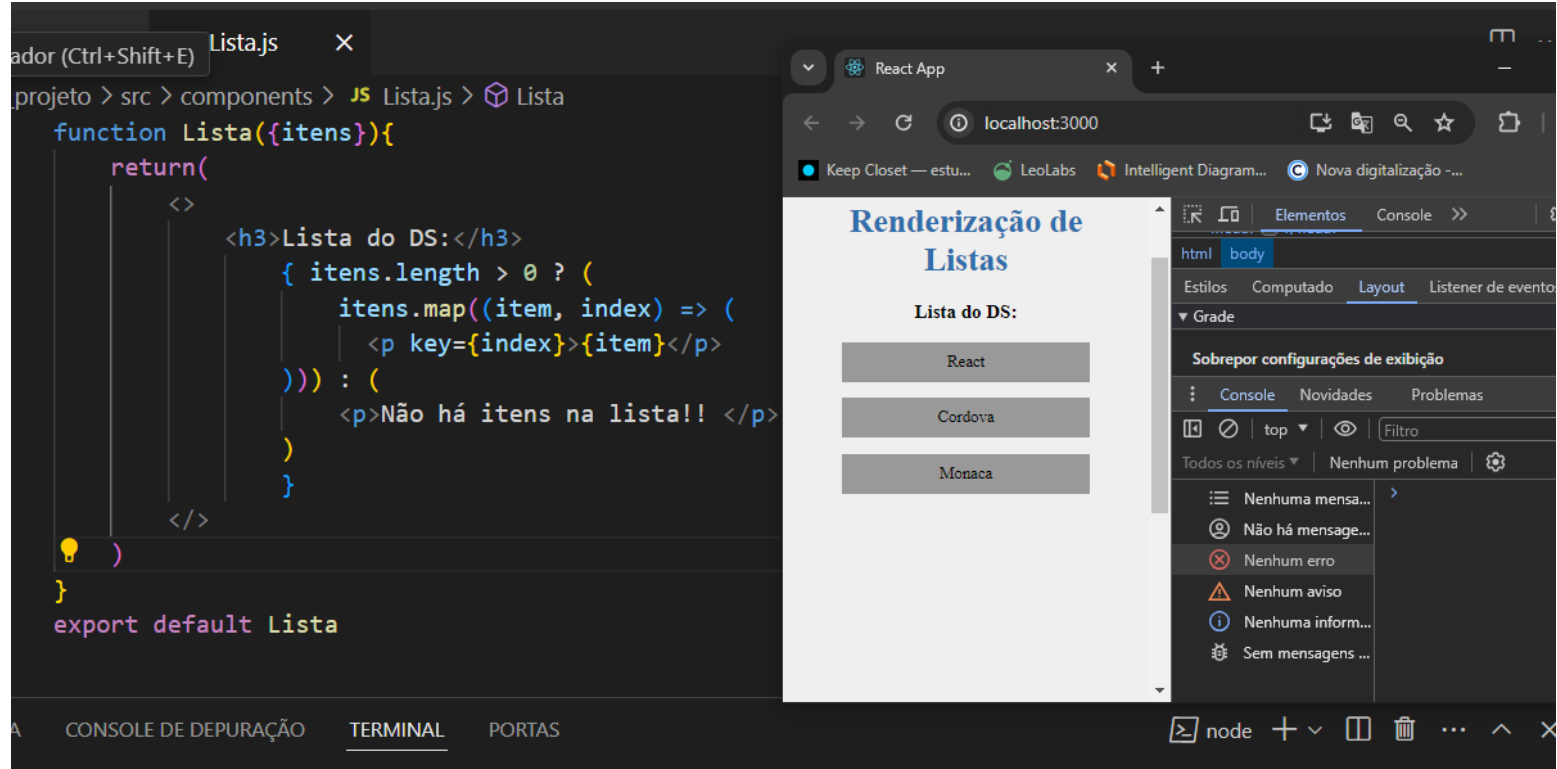 ador (Ctrl+Shift+E)
Lista.js
_projeto > src > components > JS Lista.js > Lista
function Lista({itens}){
return(
<>
<h3>Lista do DS:</h3>
{ itens.length > 0 ? (
itens.map((item, index) => (
<p key={index}>{item}</p>
))) : (
<p>Não há itens na lista!! </p>
)
}
</>
)
}
export default Lista
A CONSOLE DE DEPURAÇÃO TERMINAL PORTAS
node
React App
localhost:3000
Keep Closet — estu... LeoLabs Intelligent Diagram... Nova digitalização -...
Renderização de
Listas
Lista do DS:
React
Cordova
Monaca
Elementos Console
html body
Estilos Computado Layout Listener de evento
Grade
Sobrepor configurações de exibição
Console Novidades Problemas
top Filtro
Todos os níveis Nenhum problema
Nenhuma mensa...
Não há mensage...
Nenhum erro
Nenhum aviso
Nenhuma inform...
Sem mensagens ...